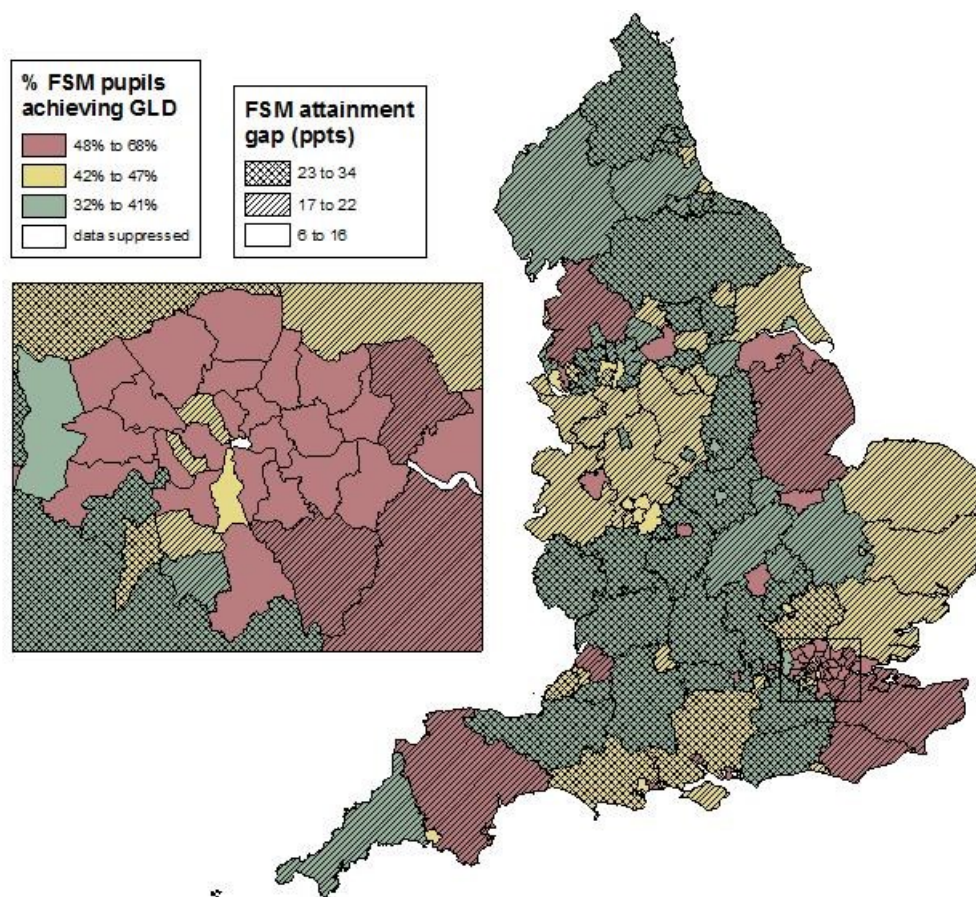 % FSM pupils
achieving GLD
48% to 68%
42% to 47%
32% to 41%
data suppressed
FSM attainment
gap (ppts)
23 to 34
17 to 22
6 to 16